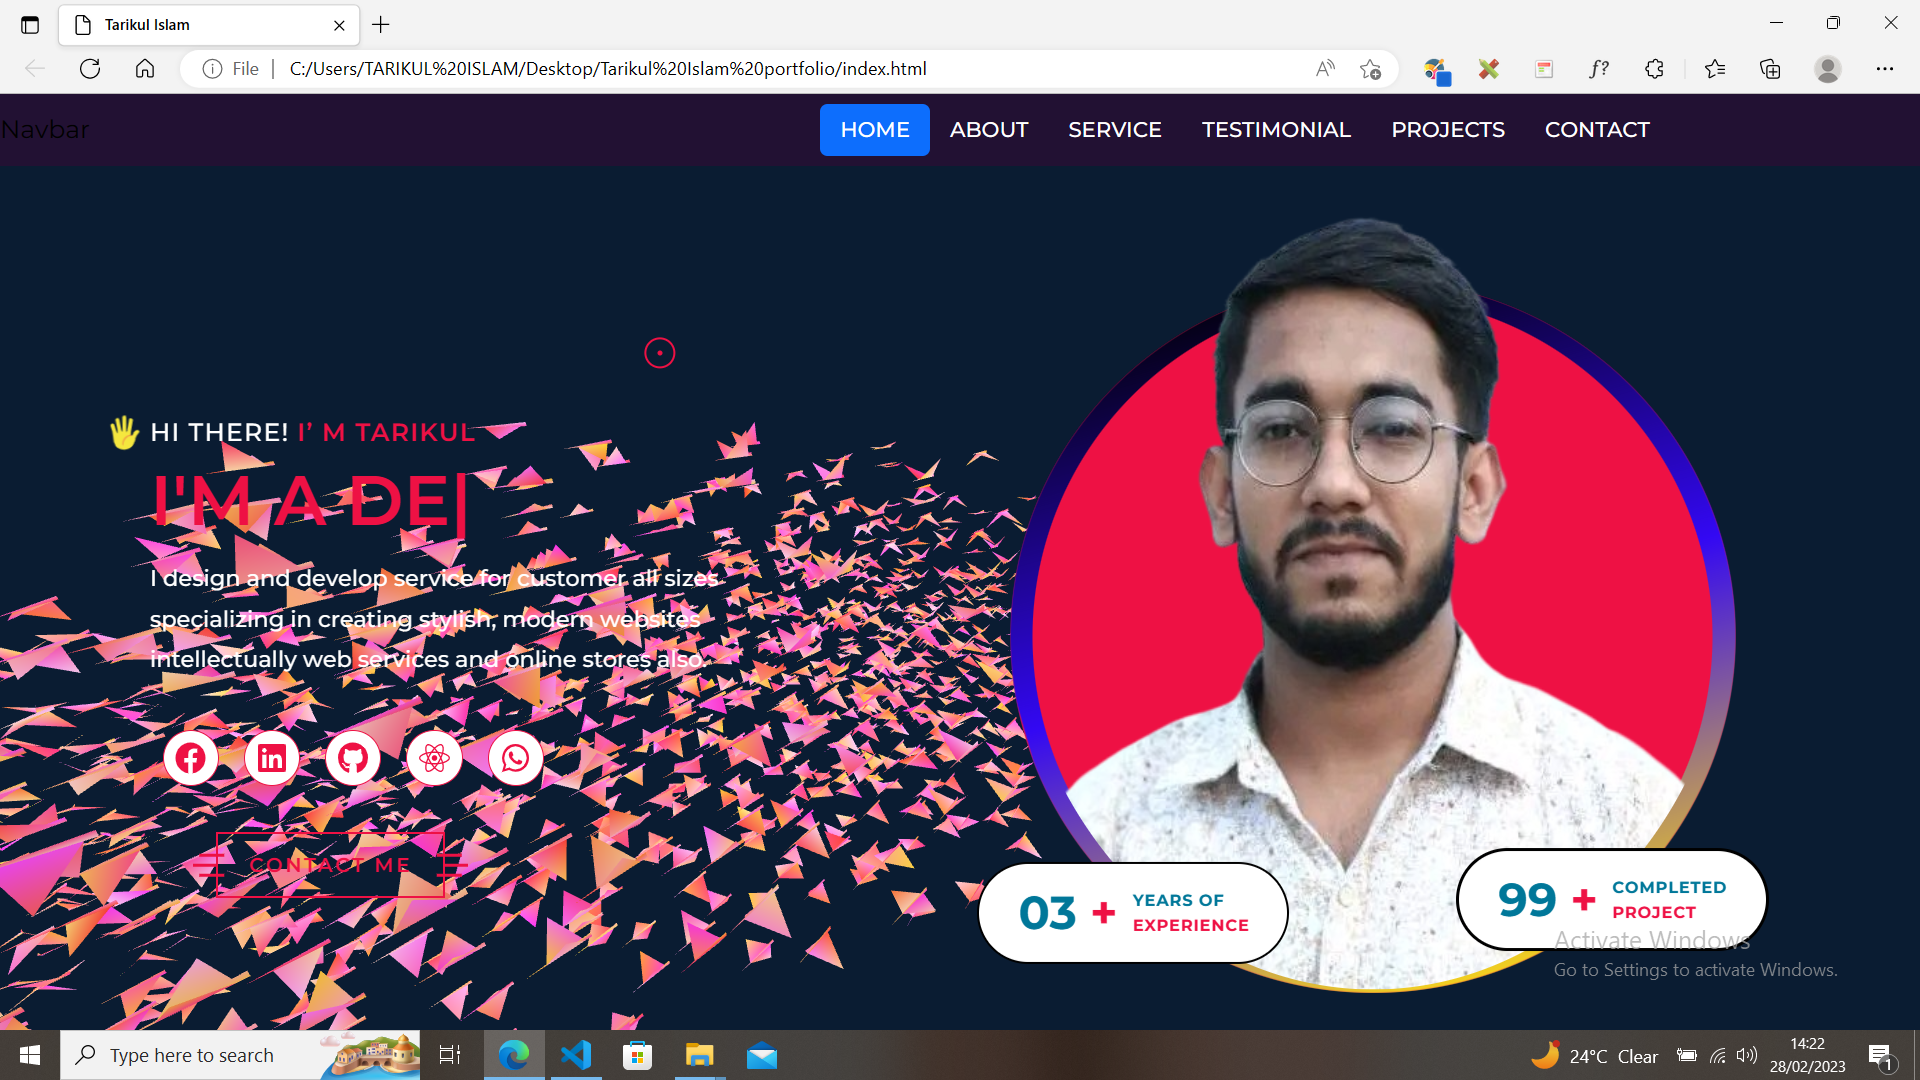 Tarikul Islam
File
C:/Users/TARIKUL%20ISLAM/Desktop/Tarikul%20Islam%20portfolio/index.html
Navbar
HOME
ABOUT
SERVICE
TESTIMONIAL
PROJECTS
CONTACT
HI THERE! I’ M TARIKUL
I'M A DE|
I design and develop service for customer all sizes
specializing in creating stylish, modern websites
intellectually web services and online stores also.
CONTACT ME
03 + YEARS OF
EXPERIENCE
99 + COMPLETED
PROJECT
Activate Windows
Go to Settings to activate Windows.
Type here to search
24°C Clear
14:22
28/02/2023
1